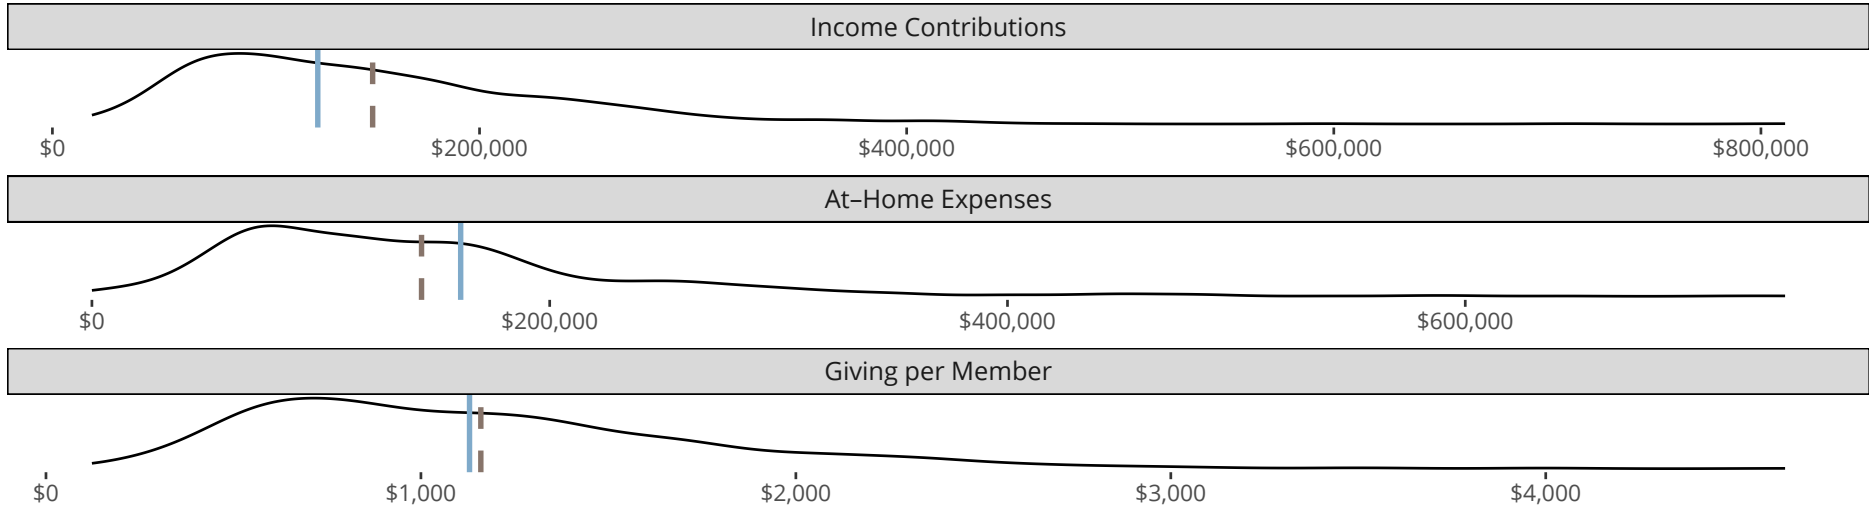 Income Contributions
$0 $200,000 $400,000 $600,000 $800,000
At–Home Expenses
$0 $200,000 $400,000 $600,000
Giving per Member
$0 $1,000 $2,000 $3,000 $4,000